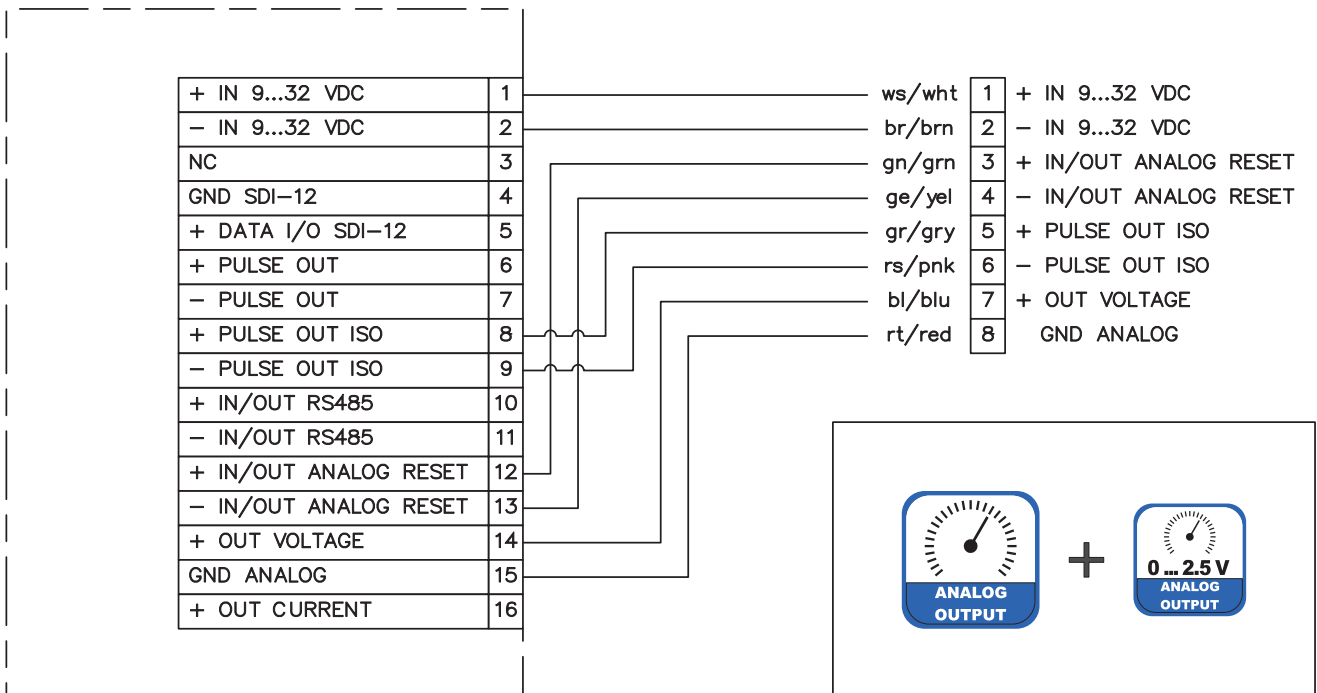 + IN 9...32 VDC 1 ws/wht 1 + IN 9...32 VDC
− IN 9...32 VDC 2 br/brn 2 − IN 9...32 VDC
NC 3 gn/grn 3 + IN/OUT ANALOG RESET
GND SDI−12 4 ge/yel 4 − IN/OUT ANALOG RESET
+ DATA I/O SDI−12 5 gr/gry 5 + PULSE OUT ISO
+ PULSE OUT 6 rs/pnk 6 − PULSE OUT ISO
− PULSE OUT 7 bl/blu 7 + OUT VOLTAGE
+ PULSE OUT ISO 8 rt/red 8 GND ANALOG
− PULSE OUT ISO 9
+ IN/OUT RS485 10
− IN/OUT RS485 11
+ IN/OUT ANALOG RESET 12
− IN/OUT ANALOG RESET 13
+ OUT VOLTAGE 14
GND ANALOG 15
+ OUT CURRENT 16
ANALOG
OUTPUT
+
0 ... 2.5 V
ANALOG
OUTPUT